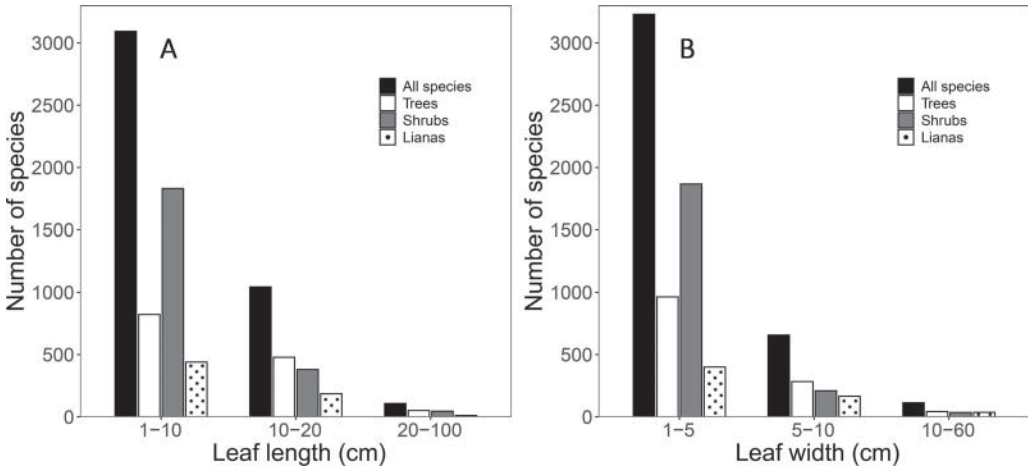 A
B
All species
Trees
Shrubs
Lianas
All species
Trees
Shrubs
Lianas
Number of species
3000
2500
2000
1500
1000
500
0
1−10
10−20
20−100
Leaf length (cm)
Number of species
3000
2500
2000
1500
1000
500
0
1−5
5−10
10−60
Leaf width (cm)